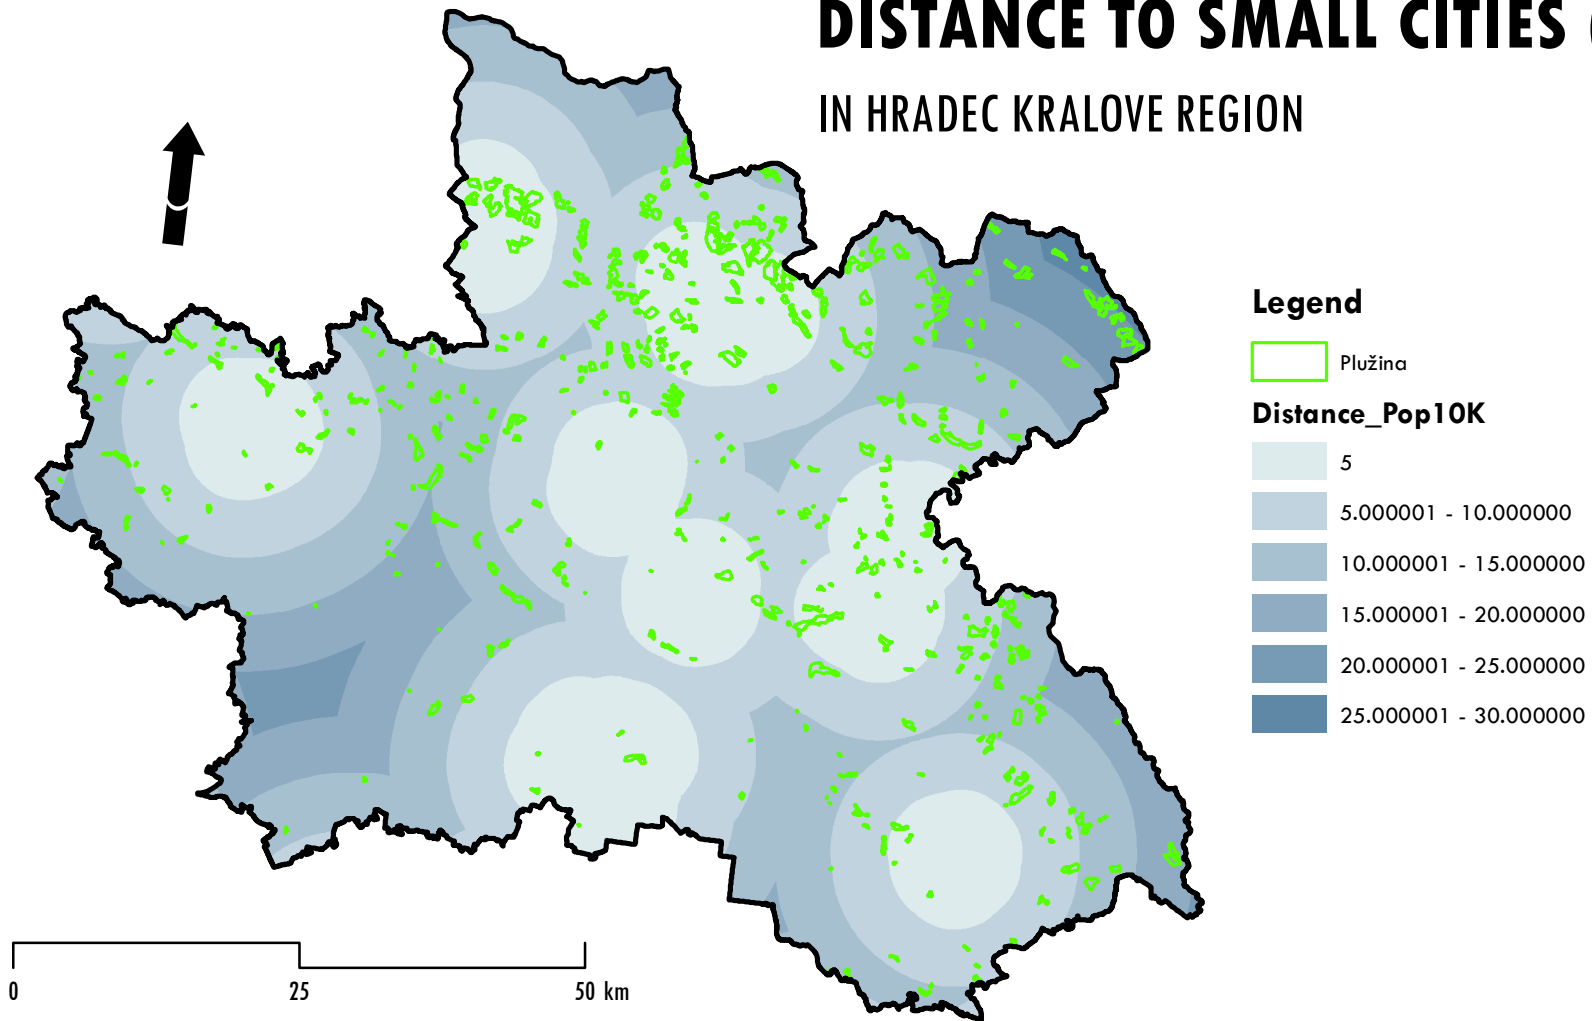 DISTANCE TO SMALL CITIES (
IN HRADEC KRALOVE REGION
Legend
Plužina
Distance_Pop10K
5
5.000001 - 10.000000
10.000001 - 15.000000
15.000001 - 20.000000
20.000001 - 25.000000
25.000001 - 30.000000
0 25 50 km